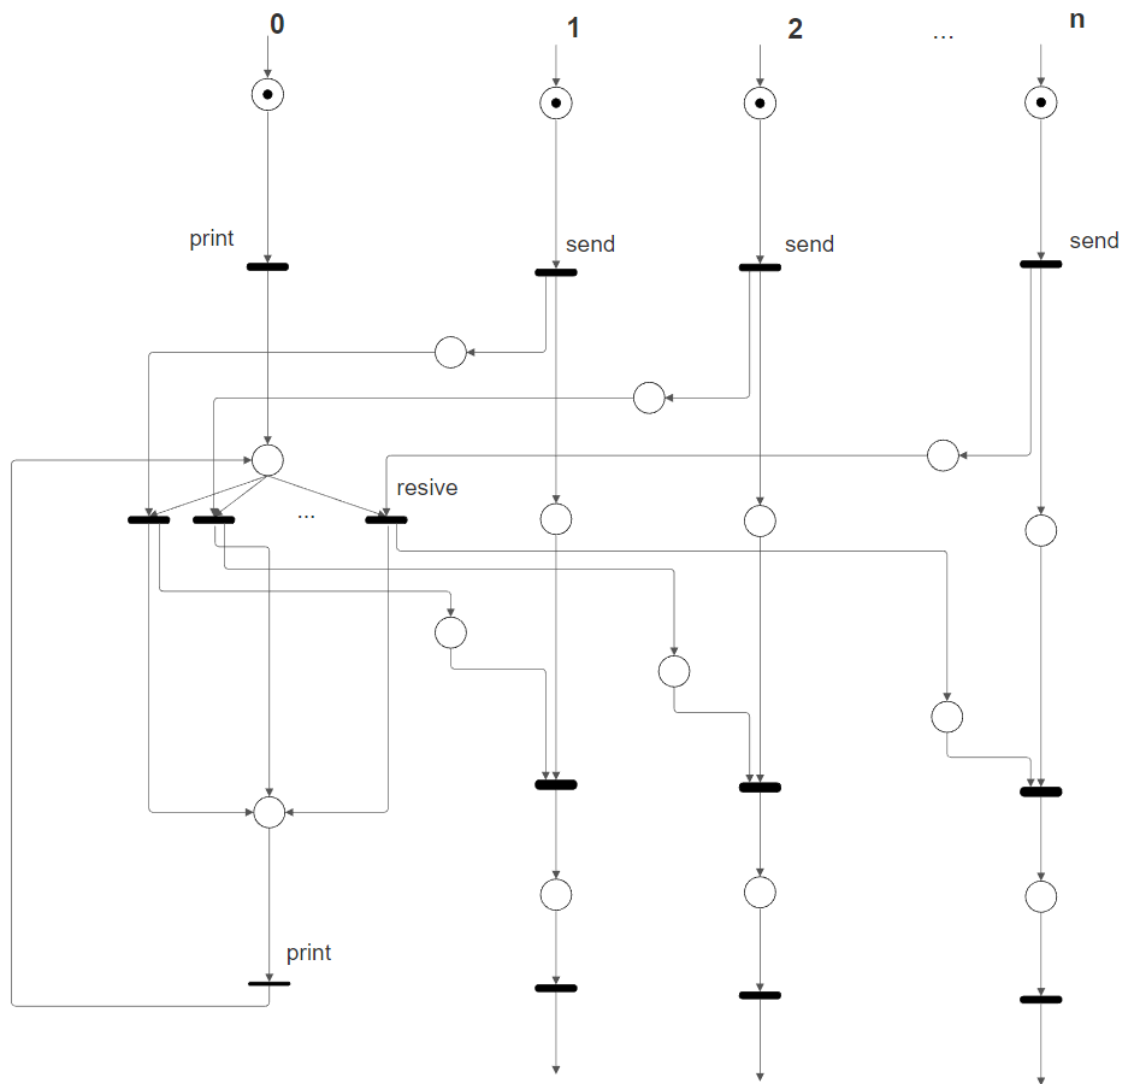 0 1 2 ... n
print send send send
resive
...
print